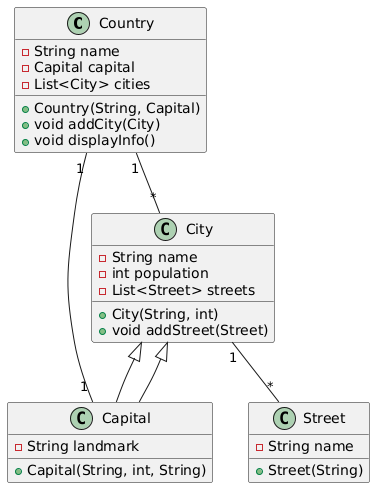 C Country
String name
Capital capital
List<City> cities
Country(String, Capital)
void addCity(City)
void displayInfo()
1 1
*
C City
String name
int population
List<Street> streets
City(String, int)
void addStreet(Street)
1
1 *
C Capital
String landmark
Capital(String, int, String)
C Street
String name
Street(String)